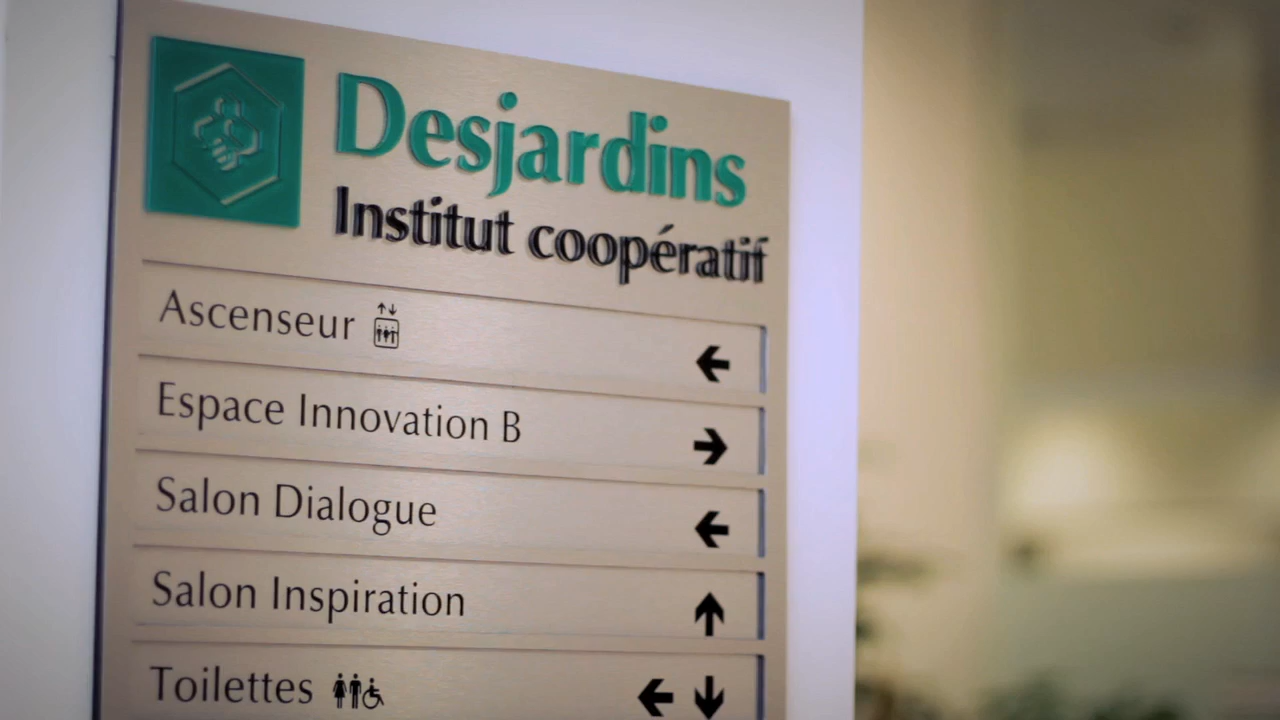 Desjardins
Institut coopératif
Ascenseur
Espace Innovation B
Salon Dialogue
Salon Inspiration
Toilettes